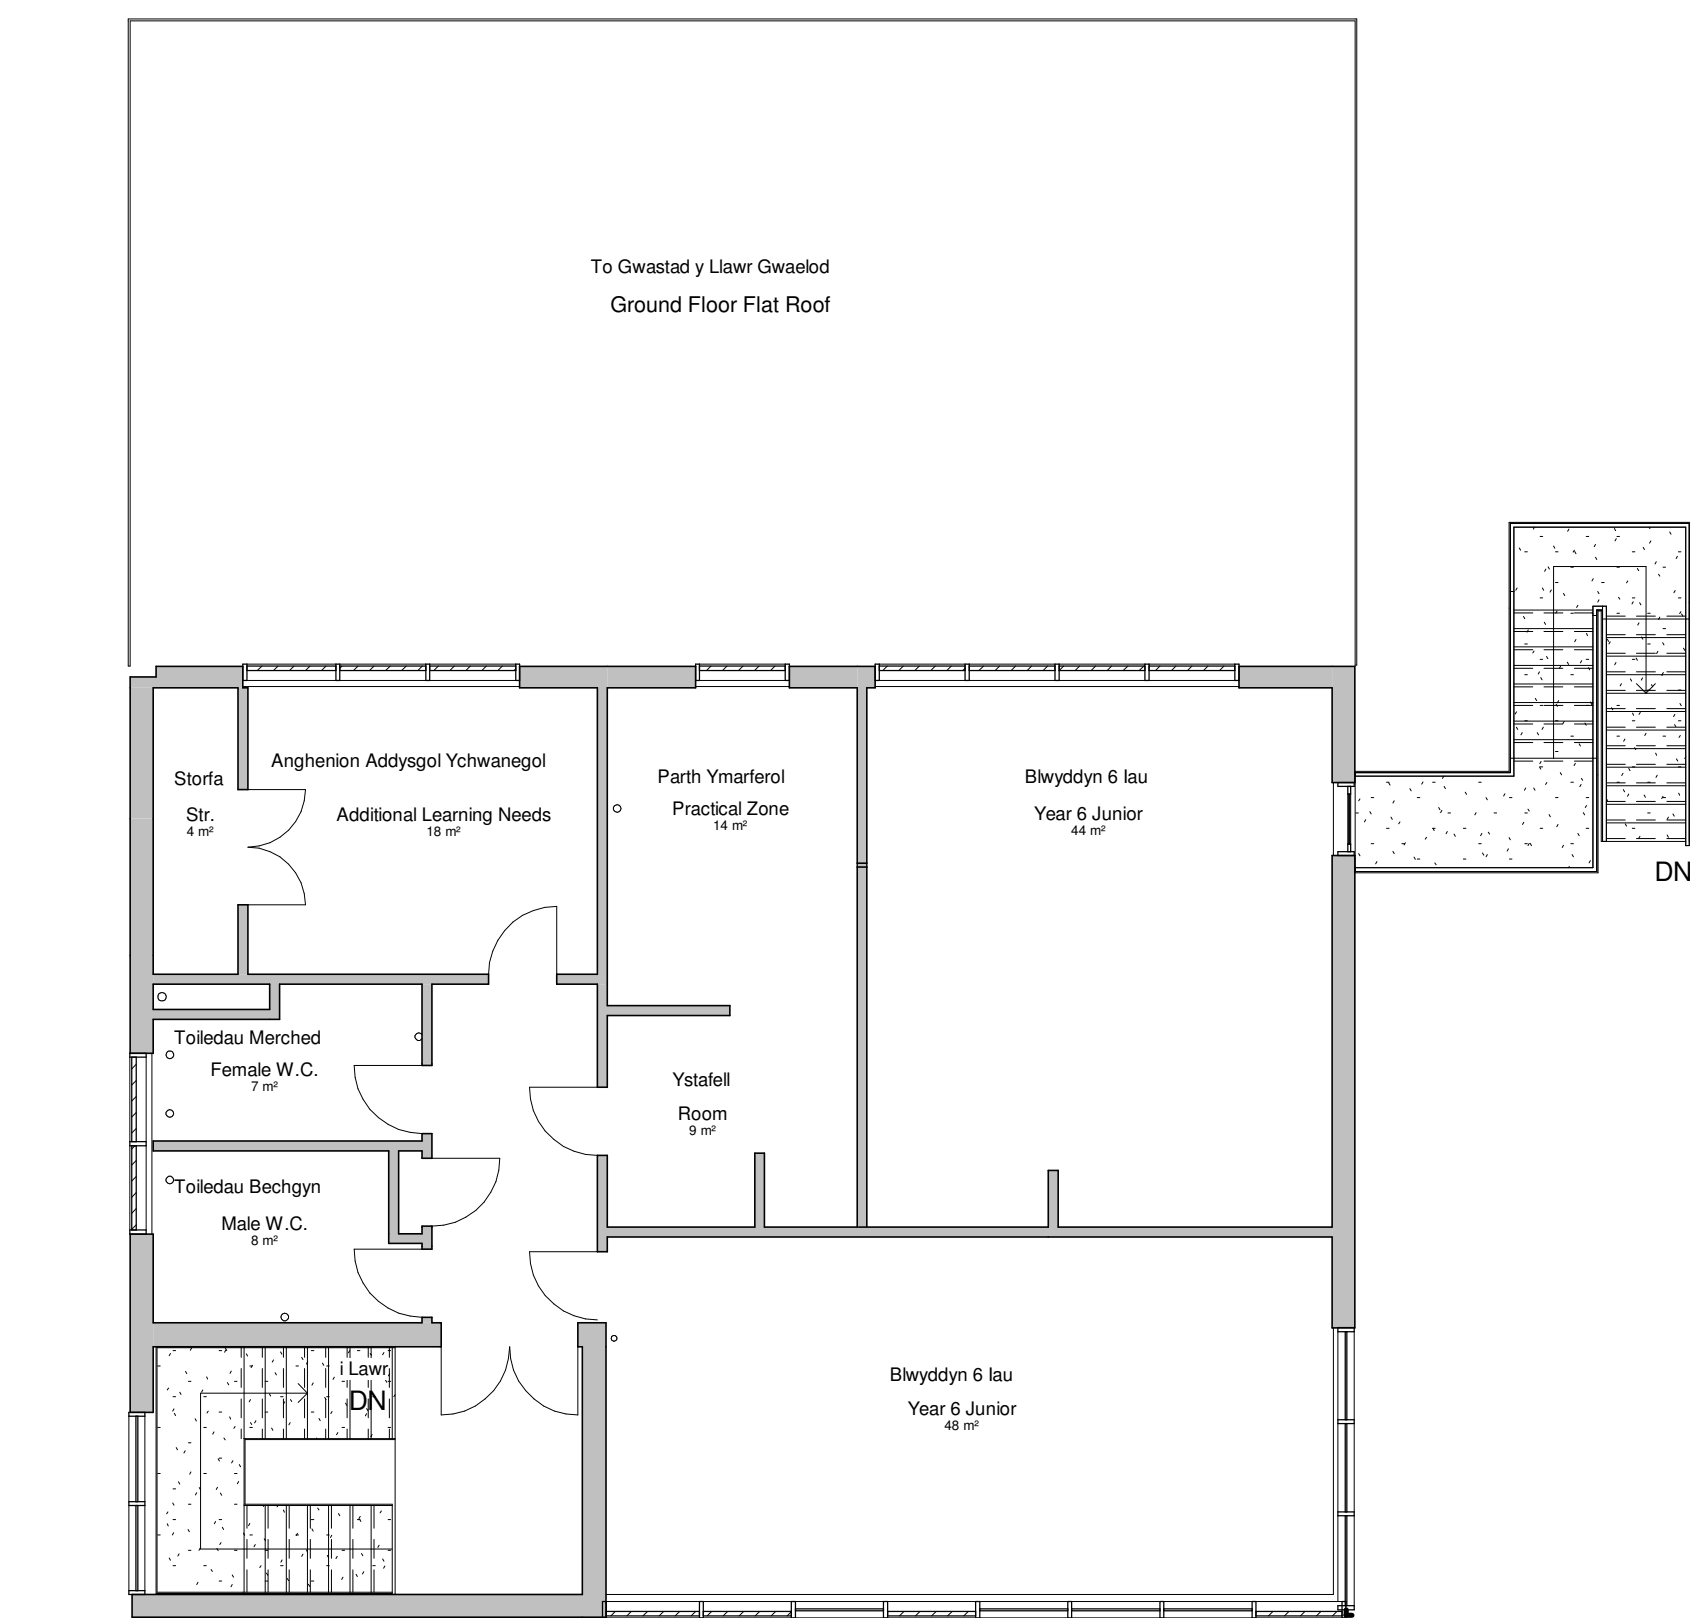 To Gwastad y Llawr Gwaelod
Ground Floor Flat Roof
DN
Storfa
Str.
4 m²
Anghenion Addysgol Ychwanegol
Additional Learning Needs
18 m²
Parth Ymarferol
Practical Zone
14 m²
Blwyddyn 6 Iau
Year 6 Junior
44 m²
Toiledau Merched
Female W.C.
7 m²
Ystafell
Room
9 m²
Toiledau Bechgyn
Male W.C.
8 m²
i Lawr
DN
Blwyddyn 6 Iau
Year 6 Junior
48 m²